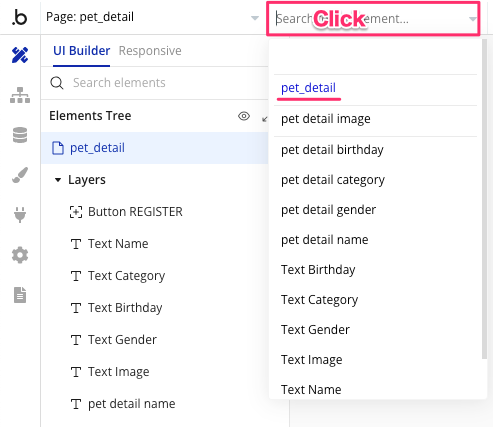 .b
Page: pet_detail
Search
Click
ement...
UI Builder
Responsive
Search elements
Elements Tree
pet_detail
Layers
Button REGISTER
Text Name
Text Category
Text Birthday
Text Gender
Text Image
pet detail name
pet_detail
pet detail image
pet detail birthday
pet detail category
pet detail gender
pet detail name
Text Birthday
Text Category
Text Gender
Text Image
Text Name